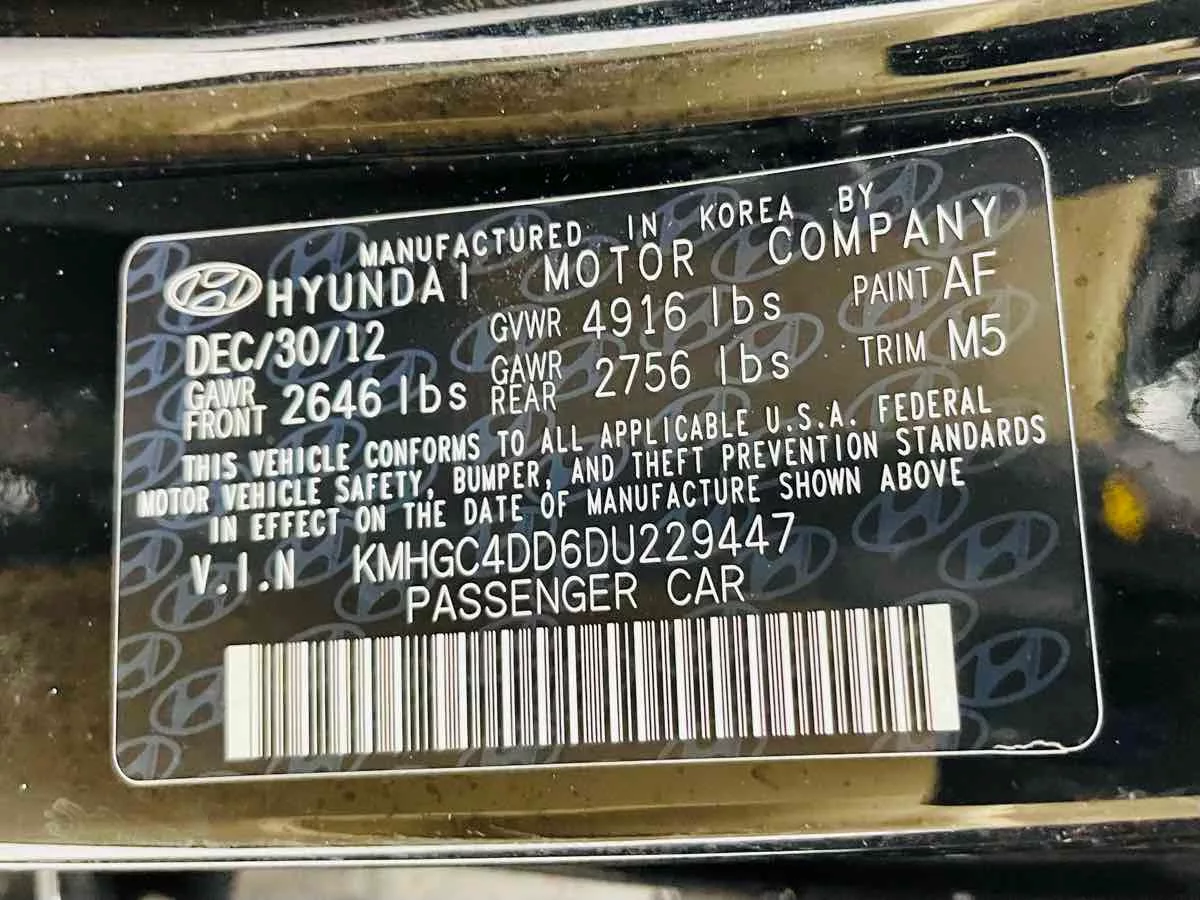 MANUFACTURED IN KOREA BY
HYUNDAI MOTOR COMPANY
DEC/30/12 GVWR 4916 lbs PAINT AF
GAWR FRONT 2646 lbs GAWR REAR 2756 lbs TRIM M5
THIS VEHICLE CONFORMS TO ALL APPLICABLE U.S.A. FEDERAL
MOTOR VEHICLE SAFETY, BUMPER, AND THEFT PREVENTION STANDARDS
IN EFFECT ON THE DATE OF MANUFACTURE SHOWN ABOVE
V.I.N KMHGC4DD6DU229447
PASSENGER CAR